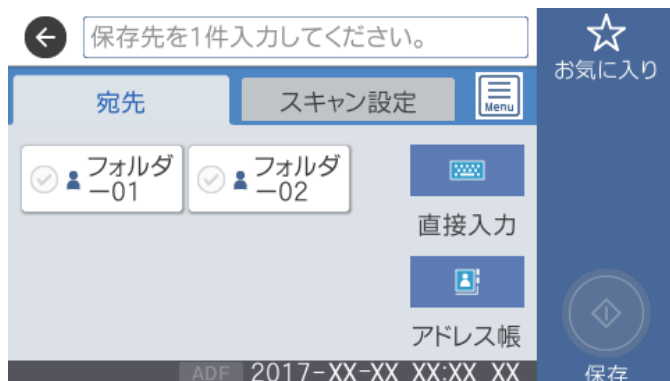 保存先を1件入力してください。
お気に入り
宛先
スキャン設定
Menu
フォルダ
ー01
フォルダ
ー02
直接入力
アドレス帳
ADF 2017-XX-XX XX:XX XX
保存